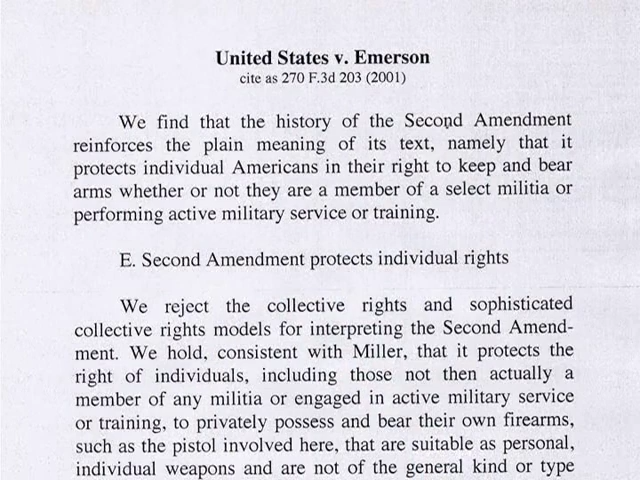 United States v. Emerson
cite as 270 F.3d 203 (2001)
We find that the history of the Second Amendment
reinforces the plain meaning of its text, namely that it
protects individual Americans in their right to keep and bear
arms whether or not they are a member of a select militia or
performing active military service or training.
E. Second Amendment protects individual rights
We reject the collective rights and sophisticated
collective rights models for interpreting the Second Amend-
ment. We hold, consistent with Miller, that it protects the
right of individuals, including those not then actually a
member of any militia or engaged in active military service
or training, to privately possess and bear their own firearms,
such as the pistol involved here, that are suitable as personal,
individual weapons and are not of the general kind or type